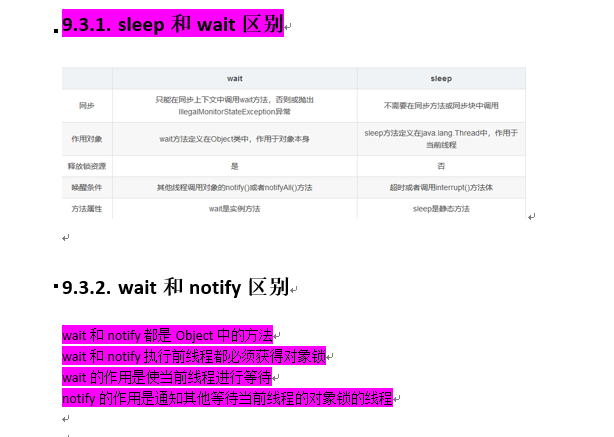 9.3.1. sleep 和 wait 区别
wait sleep
同步 只能在同步上下文中调用wait方法，否则或抛出IllegalMonitorStateException异常 不需要在同步方法或同步块中调用
作用对象 wait方法定义在Object类中，作用于对象本身 sleep方法定义在java.lang.Thread中，作用于当前线程
释放锁资源 是 否
唤醒条件 其他线程调用对象的notify()或者notifyAll()方法 超时或者调用interrupt()方法体
方法属性 wait是实例方法 sleep是静态方法
9.3.2. wait 和 notify 区别
wait 和 notify 都是 Object 中的方法
wait 和 notify 执行前线程都必须获得对象锁
wait 的作用是使当前线程进行等待
notify 的作用是通知其他等待当前线程的对象锁的线程